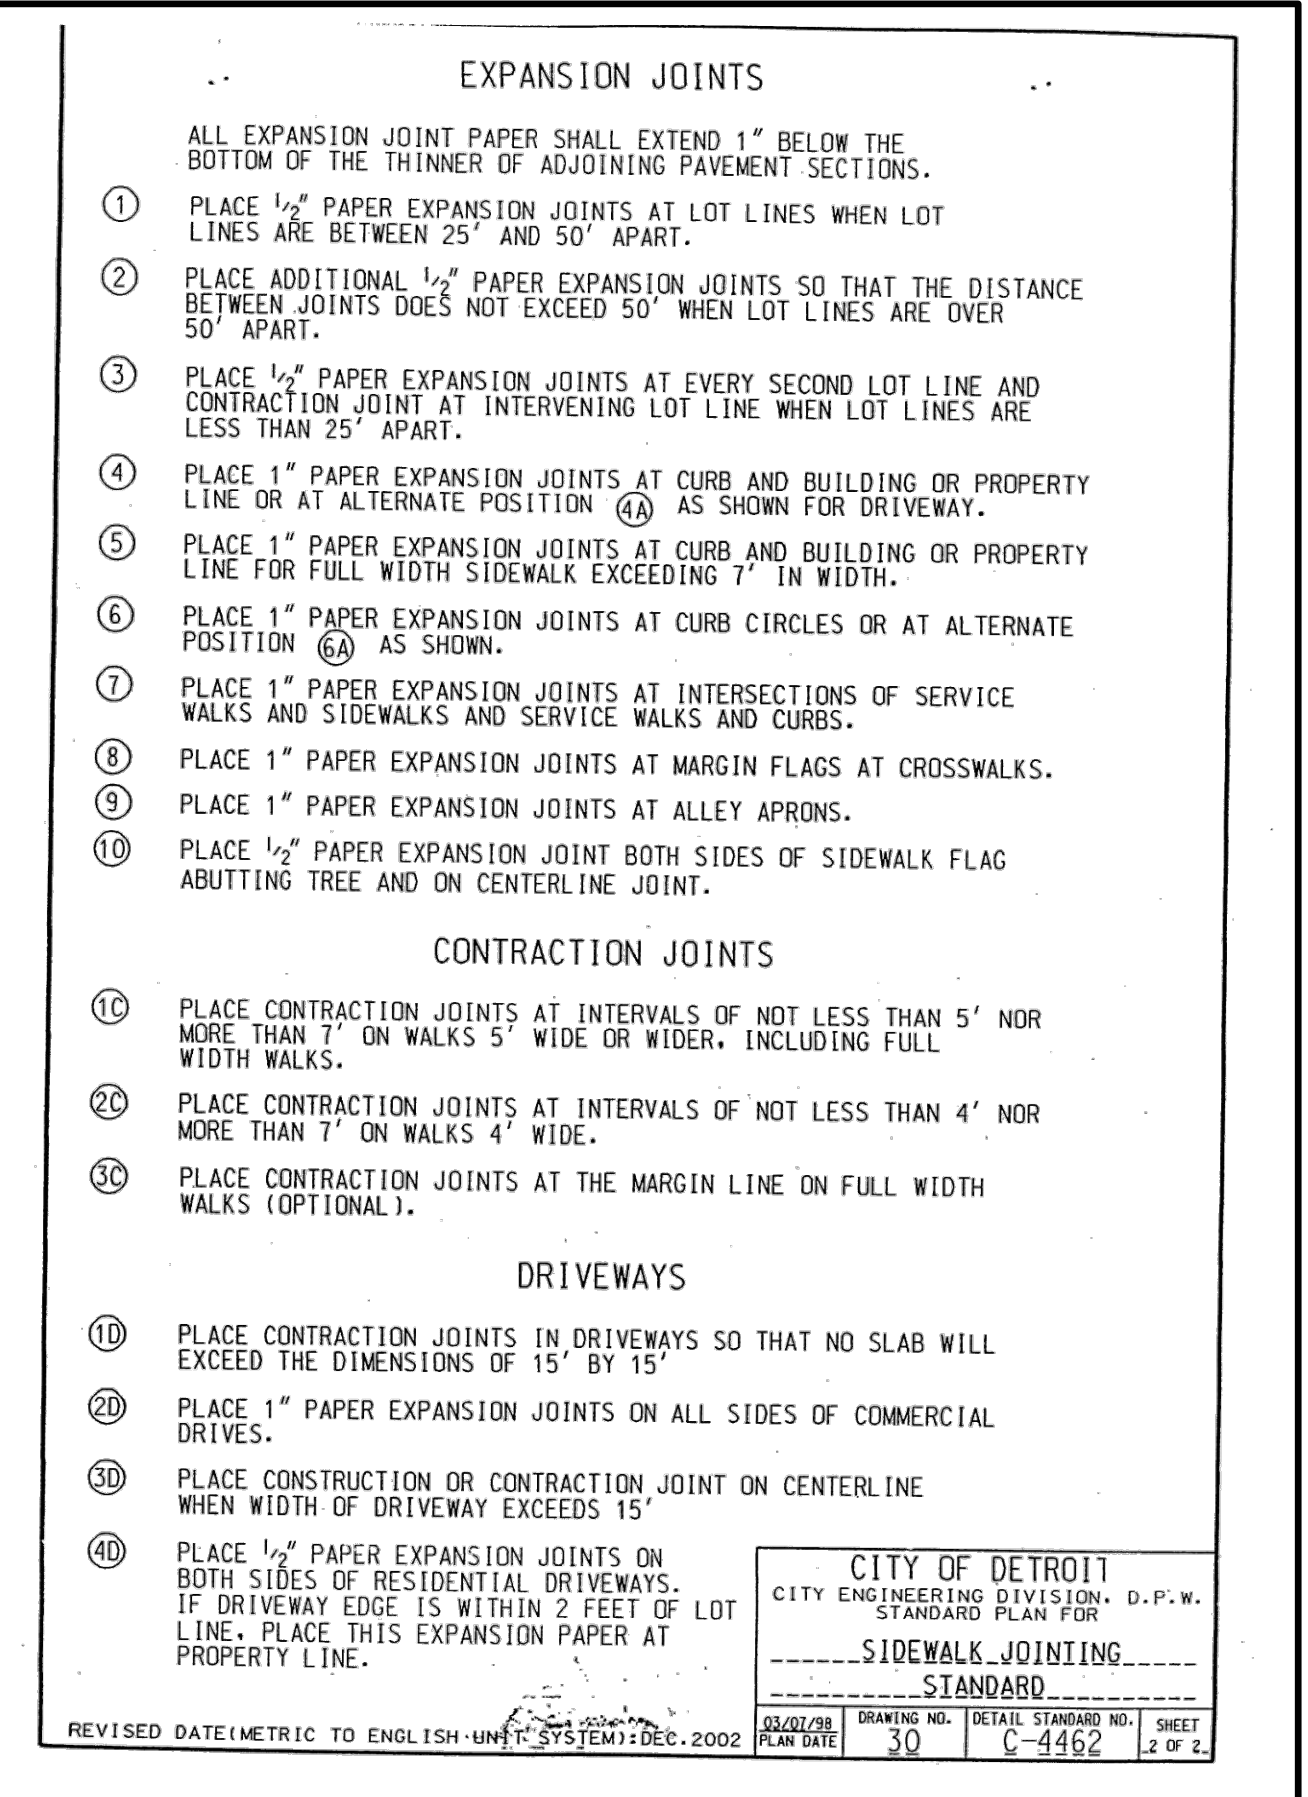 EXPANSION JOINTS
ALL EXPANSION JOINT PAPER SHALL EXTEND 1" BELOW THE
BOTTOM OF THE THINNER OF ADJOINING PAVEMENT SECTIONS.
1 PLACE 1/2" PAPER EXPANSION JOINTS AT LOT LINES WHEN LOT
LINES ARE BETWEEN 25' AND 50' APART.
2 PLACE ADDITIONAL 1/2" PAPER EXPANSION JOINTS SO THAT THE DISTANCE
BETWEEN JOINTS DOES NOT EXCEED 50' WHEN LOT LINES ARE OVER
50' APART.
3 PLACE 1/2" PAPER EXPANSION JOINTS AT EVERY SECOND LOT LINE AND
CONTRACTION JOINT AT INTERVENING LOT LINE WHEN LOT LINES ARE
LESS THAN 25' APART.
4 PLACE 1" PAPER EXPANSION JOINTS AT CURB AND BUILDING OR PROPERTY
LINE OR AT ALTERNATE POSITION 4A AS SHOWN FOR DRIVEWAY.
5 PLACE 1" PAPER EXPANSION JOINTS AT CURB AND BUILDING OR PROPERTY
LINE FOR FULL WIDTH SIDEWALK EXCEEDING 7' IN WIDTH.
6 PLACE 1" PAPER EXPANSION JOINTS AT CURB CIRCLES OR AT ALTERNATE
POSITION 6A AS SHOWN.
7 PLACE 1" PAPER EXPANSION JOINTS AT INTERSECTIONS OF SERVICE
WALKS AND SIDEWALKS AND SERVICE WALKS AND CURBS.
8 PLACE 1" PAPER EXPANSION JOINTS AT MARGIN FLAGS AT CROSSWALKS.
9 PLACE 1" PAPER EXPANSION JOINTS AT ALLEY APRONS.
10 PLACE 1/2" PAPER EXPANSION JOINT BOTH SIDES OF SIDEWALK FLAG
ABUTTING TREE AND ON CENTERLINE JOINT.
CONTRACTION JOINTS
1C PLACE CONTRACTION JOINTS AT INTERVALS OF NOT LESS THAN 5' NOR
MORE THAN 7' ON WALKS 5' WIDE OR WIDER, INCLUDING FULL
WIDTH WALKS.
2C PLACE CONTRACTION JOINTS AT INTERVALS OF NOT LESS THAN 4' NOR
MORE THAN 7' ON WALKS 4' WIDE.
3C PLACE CONTRACTION JOINTS AT THE MARGIN LINE ON FULL WIDTH
WALKS (OPTIONAL).
DRIVEWAYS
1D PLACE CONTRACTION JOINTS IN DRIVEWAYS SO THAT NO SLAB WILL
EXCEED THE DIMENSIONS OF 15' BY 15'
2D PLACE 1" PAPER EXPANSION JOINTS ON ALL SIDES OF COMMERCIAL
DRIVES.
3D PLACE CONSTRUCTION OR CONTRACTION JOINT ON CENTERLINE
WHEN WIDTH OF DRIVEWAY EXCEEDS 15'
4D PLACE 1/2" PAPER EXPANSION JOINTS ON
BOTH SIDES OF RESIDENTIAL DRIVEWAYS.
IF DRIVEWAY EDGE IS WITHIN 2 FEET OF LOT
LINE, PLACE THIS EXPANSION PAPER AT
PROPERTY LINE.
REVISED DATE(METRIC TO ENGLISH UNIT SYSTEM):DEC.2002
CITY OF DETROIT
CITY ENGINEERING DIVISION, D.P.W.
STANDARD PLAN FOR
SIDEWALK JOINTING
STANDARD
03/07/98
PLAN DATE
DRAWING NO.
30
DETAIL STANDARD NO.
C-4462
SHEET
2 OF 2